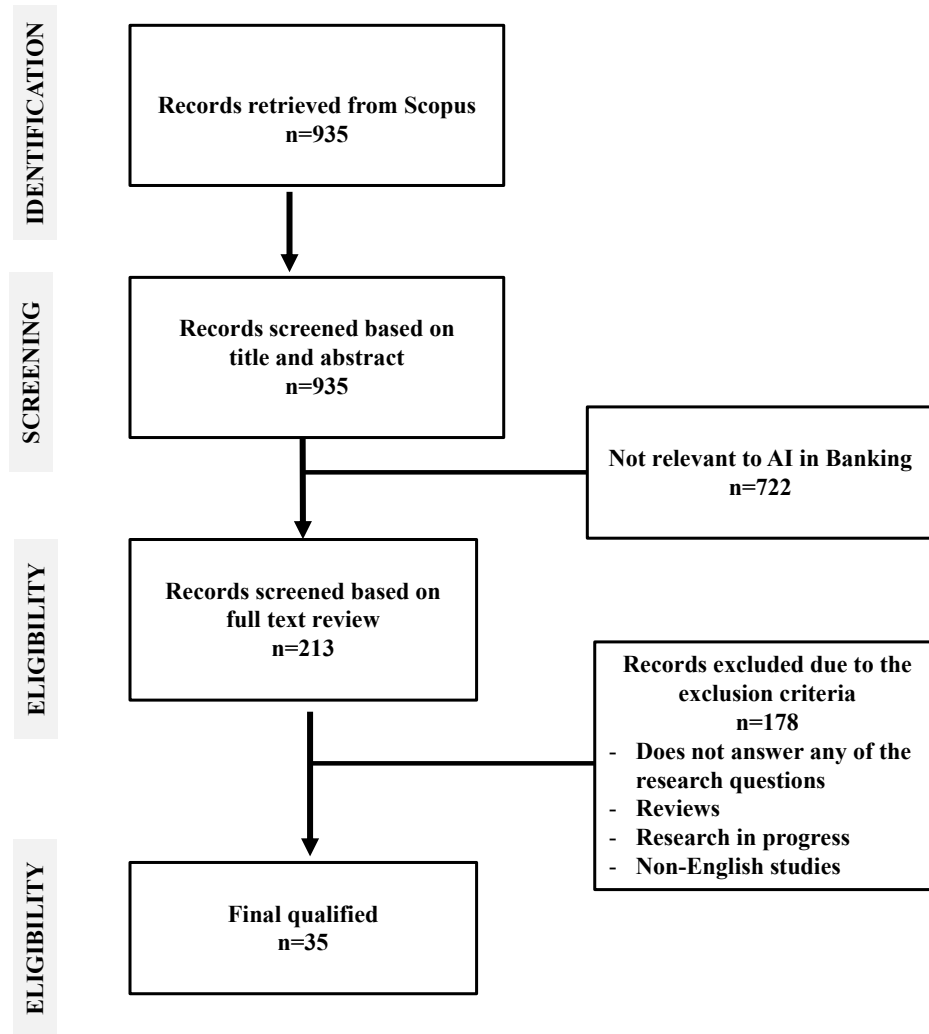 IDENTIFICATION
Records retrieved from Scopus
n=935
SCREENING
Records screened based on
title and abstract
n=935
Not relevant to AI in Banking
n=722
ELIGIBILITY
Records screened based on
full text review
n=213
Records excluded due to the
exclusion criteria
n=178
- Does not answer any of the
research questions
- Reviews
- Research in progress
- Non-English studies
ELIGIBILITY
Final qualified
n=35